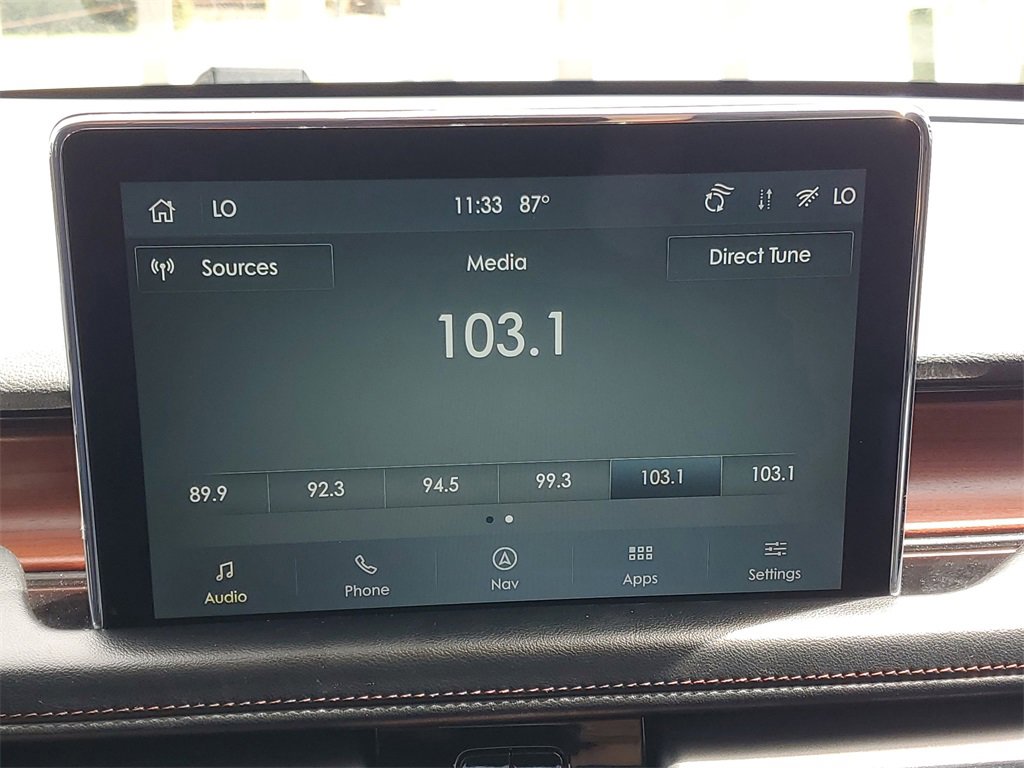 LO 11:33 87° LO
Sources Media Direct Tune
103.1
89.9 92.3 94.5 99.3 103.1 103.1
Audio Phone Nav Apps Settings